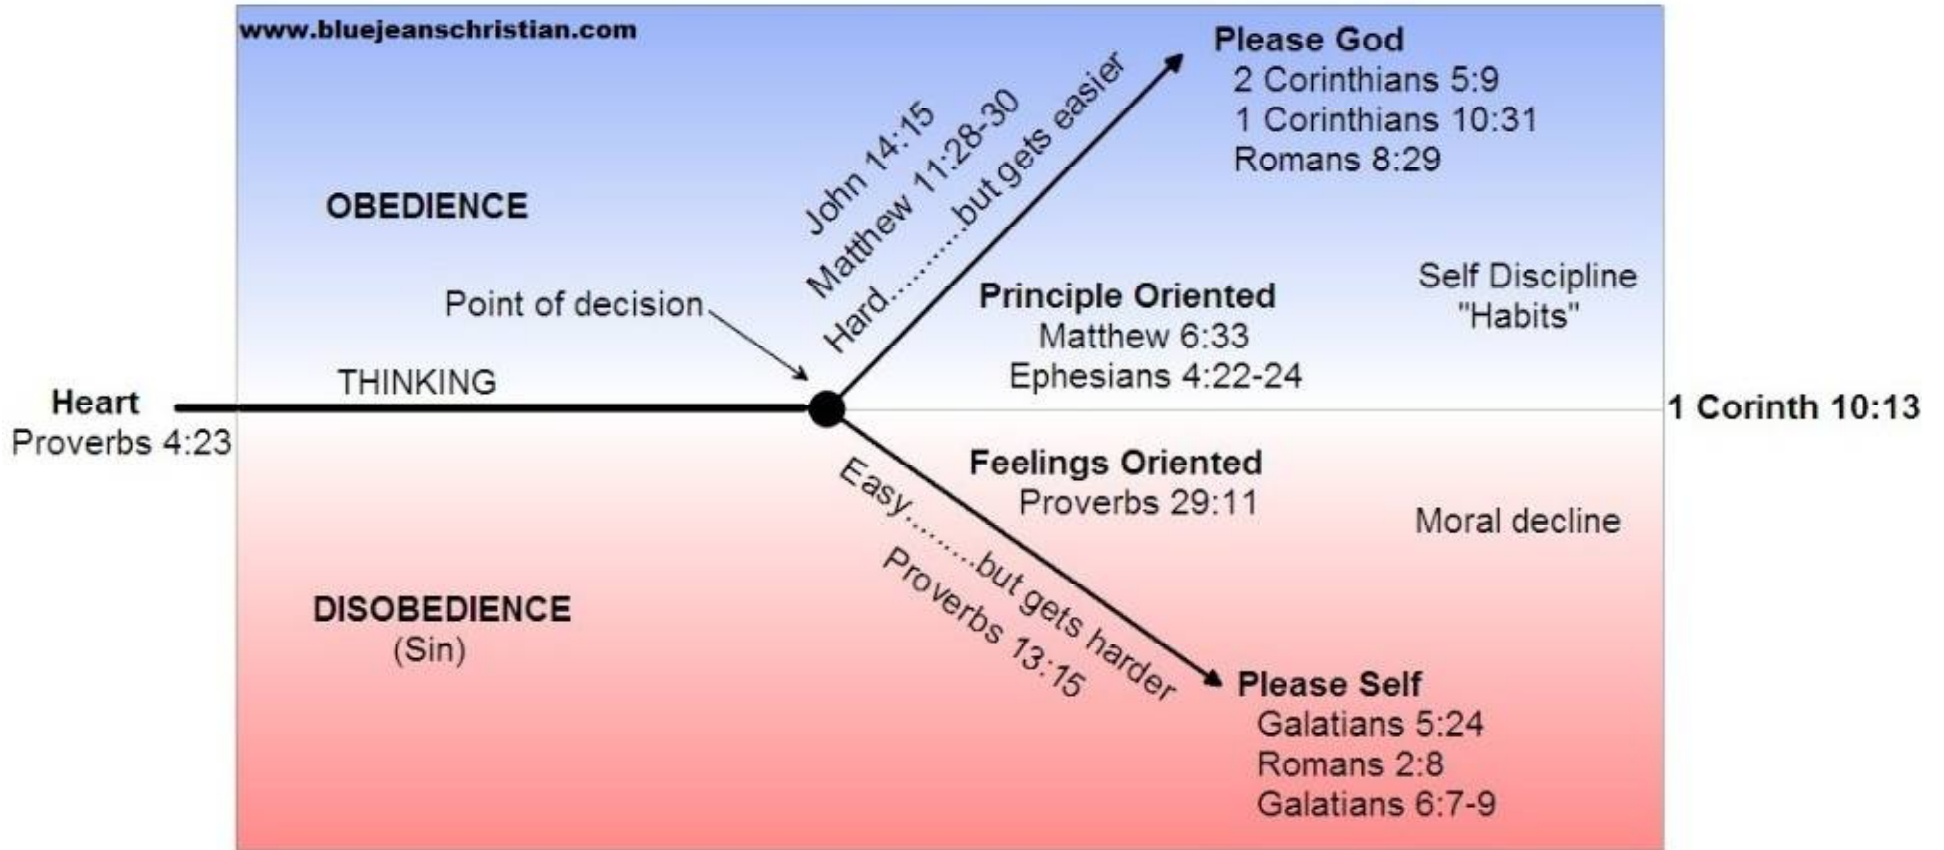 www.bluejeanschristian.com
Please God
2 Corinthians 5:9
1 Corinthians 10:31
Romans 8:29
John 14:15
Matthew 11:28-30
Hard..........but gets easier
OBEDIENCE
Point of decision
Principle Oriented
Matthew 6:33
Ephesians 4:22-24
Self Discipline
"Habits"
THINKING
Heart
Proverbs 4:23
1 Corinth 10:13
Feelings Oriented
Proverbs 29:11
Moral decline
Easy..........but gets harder
Proverbs 13:15
DISOBEDIENCE
(Sin)
Please Self
Galatians 5:24
Romans 2:8
Galatians 6:7-9